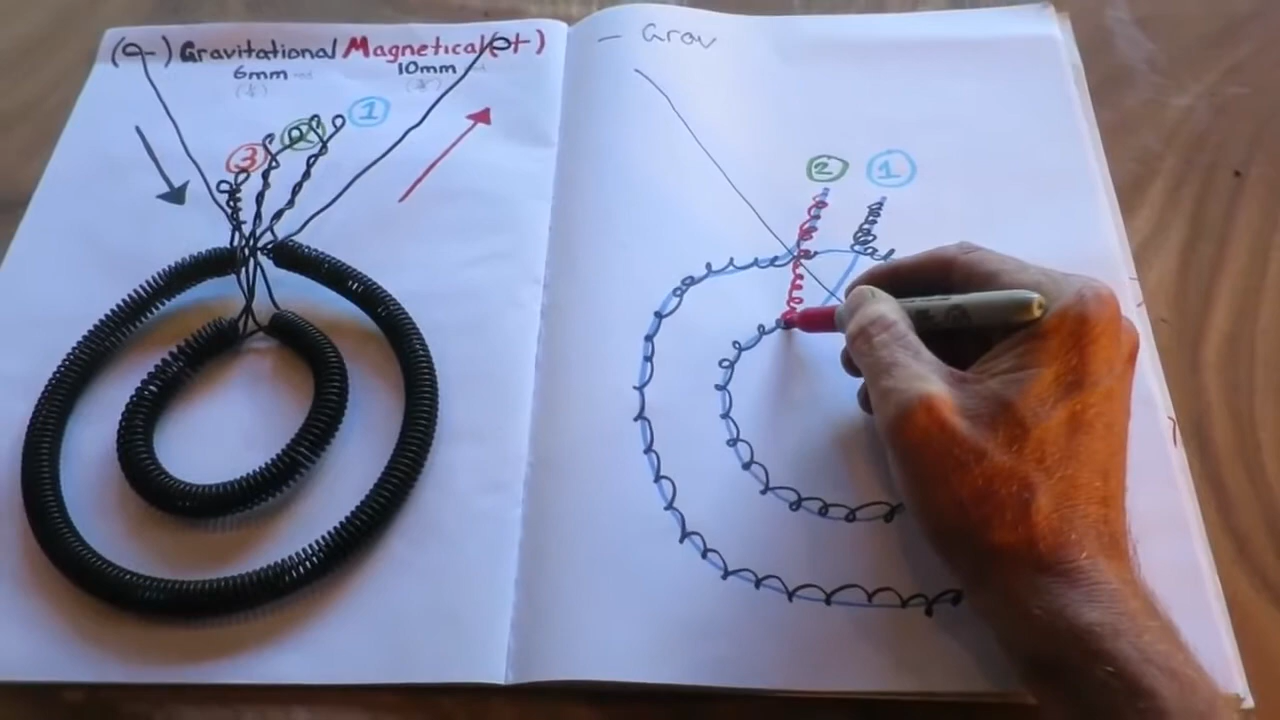 (-) Gravitational Magnetical (+)
6mm 10mm
1
2
3
- Grav
2 1